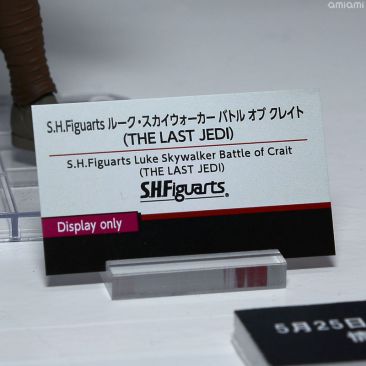 amiami
S.H.Figuarts ルーク・スカイウォーカー バトル オブ クレイト
(THE LAST JEDI)
S.H.Figuarts Luke Skywalker Battle of Crait
(THE LAST JEDI)
S.H.Figuarts®
Display only
5月25日